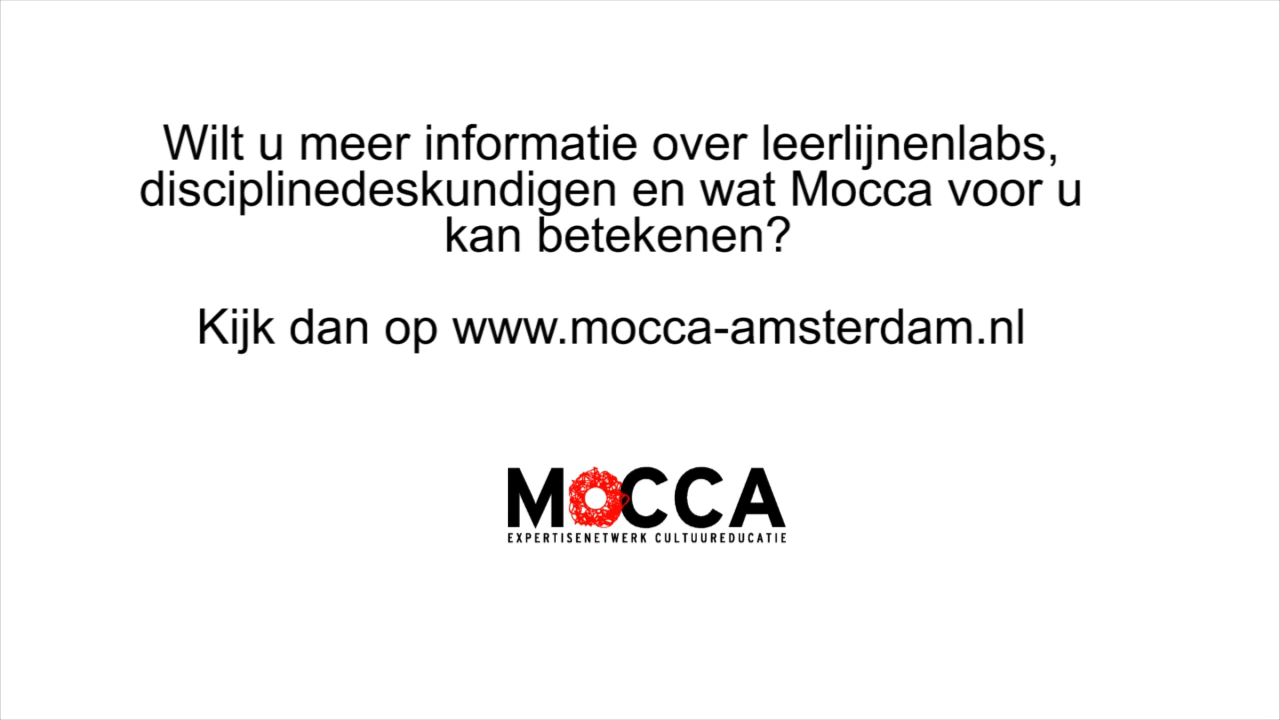 Wilt u meer informatie over leerlijnenlabs,
disciplinedeskundigen en wat Mocca voor u
kan betekenen?
Kijk dan op www.mocca-amsterdam.nl
MOCCA
EXPERTISENETWERK CULTUUREDUCATIE